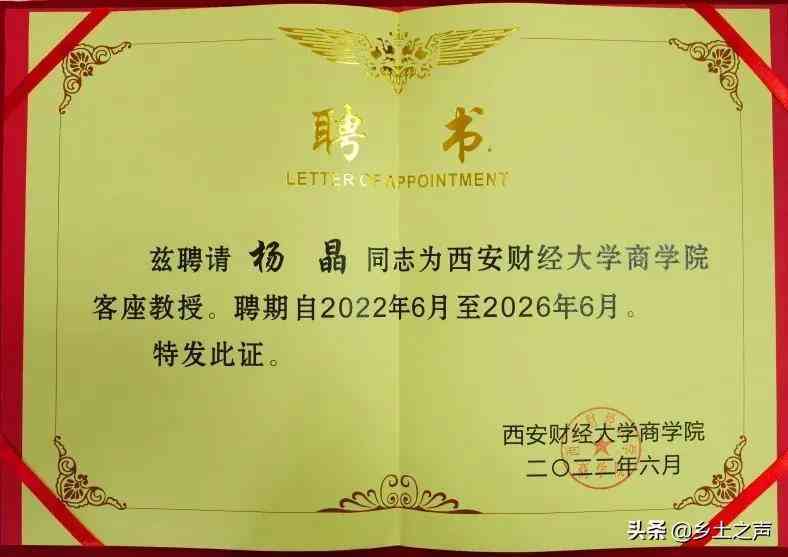 聘书
LETTER OF APPOINTMENT
兹聘请 杨晶 同志为西安财经大学商学院
客座教授。聘期自2022年6月至2026年6月。
特发此证。
西安财经大学商学院
二〇二二年六月
头条 @乡土之声